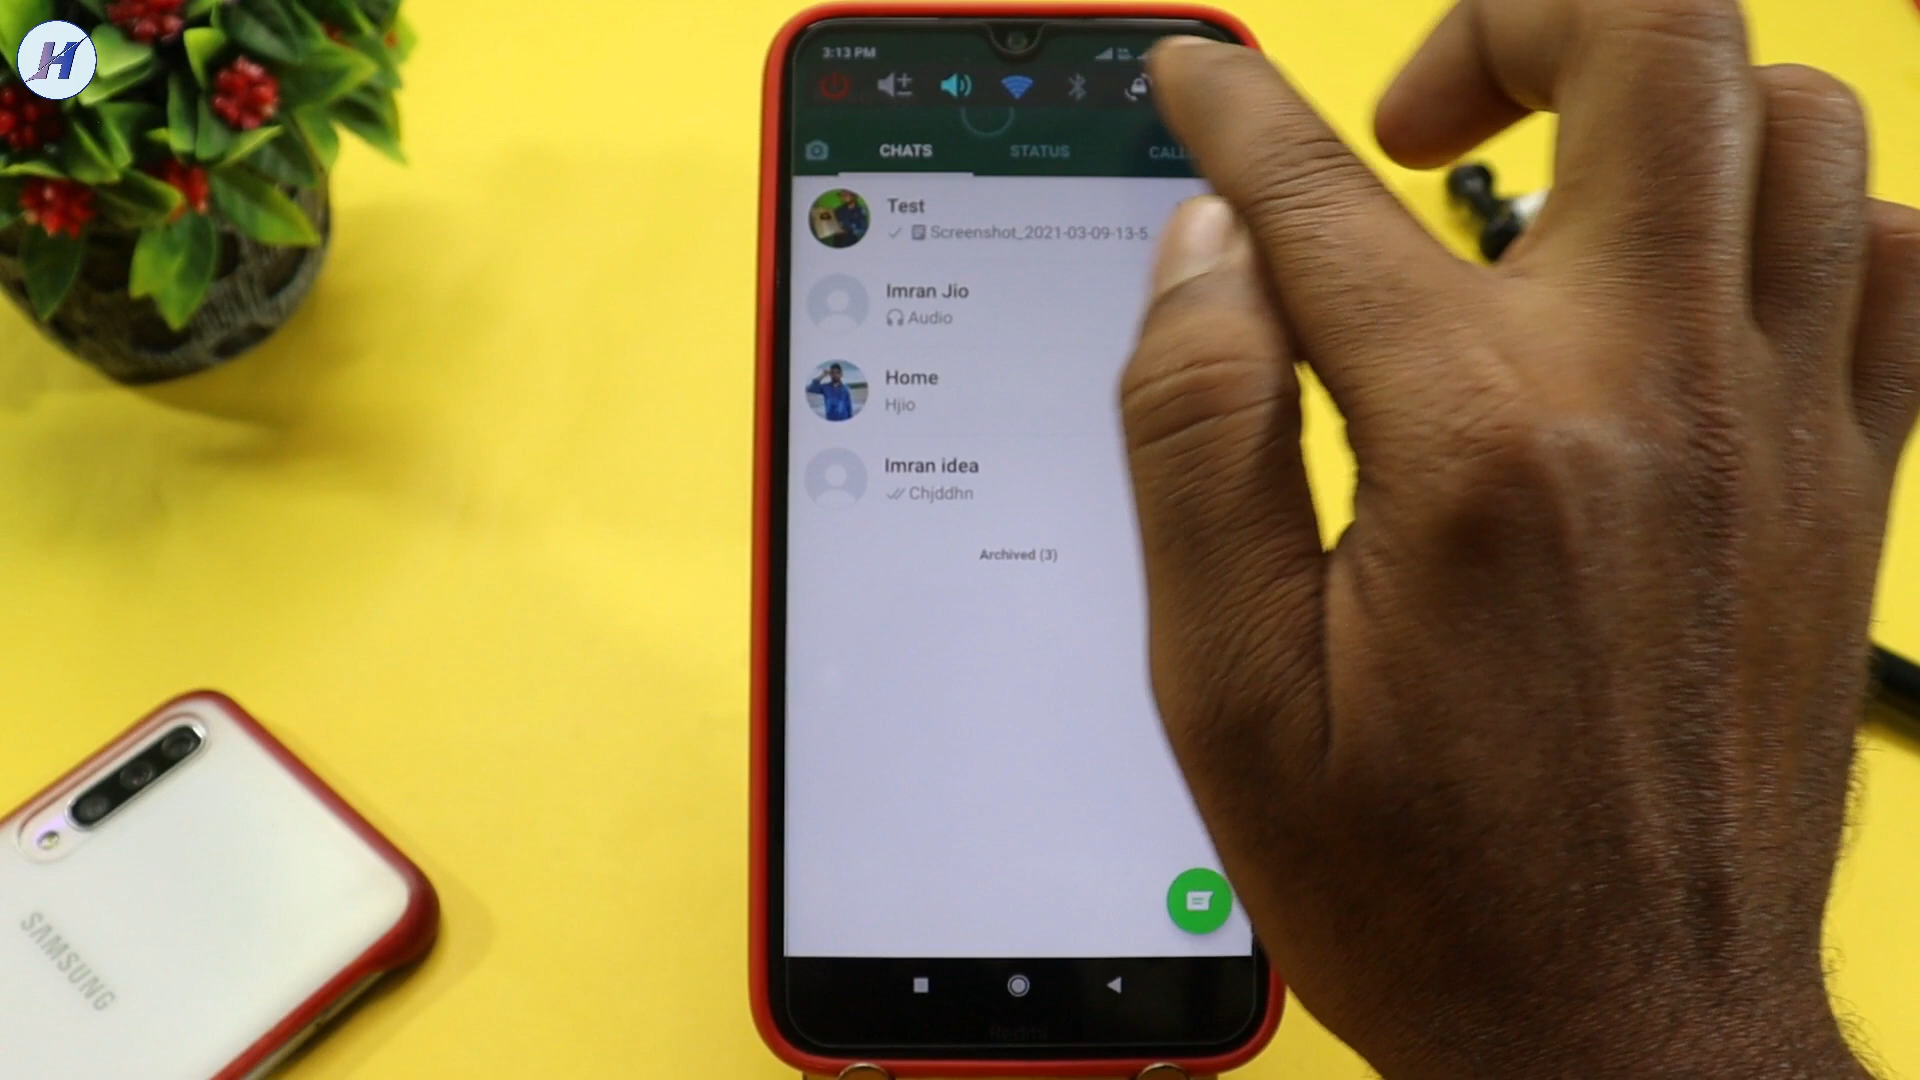 H
3:13 PM
CHATS STATUS
Test
Screenshot_2021-03-09-13-5
Imran Jio
Audio
Home
Hjio
Imran idea
Chjddhn
Archived (3)
Redmi
SAMSUNG